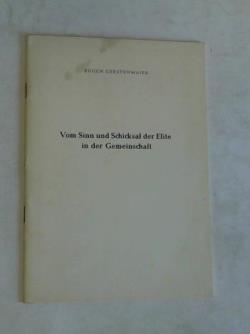 EUGEN GERSTENMAIER
Vom Sinn und Schicksal der Elite
in der Gemeinschaft